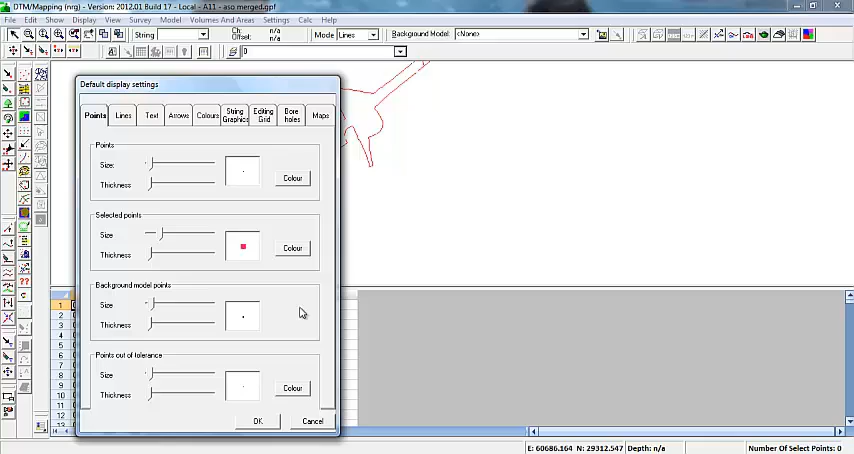 DTM/Mapping (nrg) - Version: 2012.01 Build 17 - Local - A11 - aso merged.gpf
File Edit Show Display Survey Model Volumes And Areas View Settings Calc Help
String Ch: n/a Offset: n/a Mode Lines Background Model: <None>
0
Default display settings
Points Lines Text Arrows Colours String Graphics Editing Grid Bore holes Maps
Points
Size:
Thickness
Colour
Selected points
Size
Thickness
Colour
Background model points
Size
Thickness
Points out of tolerance
Size
Thickness
Colour
OK Cancel
1
2
3
4
5
6
7
8
9
10
11
12
13
E: 60686.164 N: 29312.547 Depth: n/a Number Of Select Points: 0